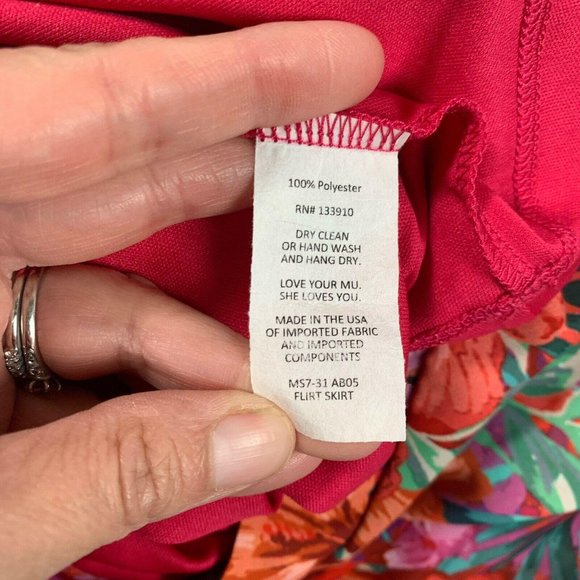 100% Polyester
RN# 133910
DRY CLEAN
OR HAND WASH
AND HANG DRY.
LOVE YOUR MU.
SHE LOVES YOU.
MADE IN THE USA
OF IMPORTED FABRIC
AND IMPORTED
COMPONENTS
MS7-31 AB05
FLIRT SKIRT